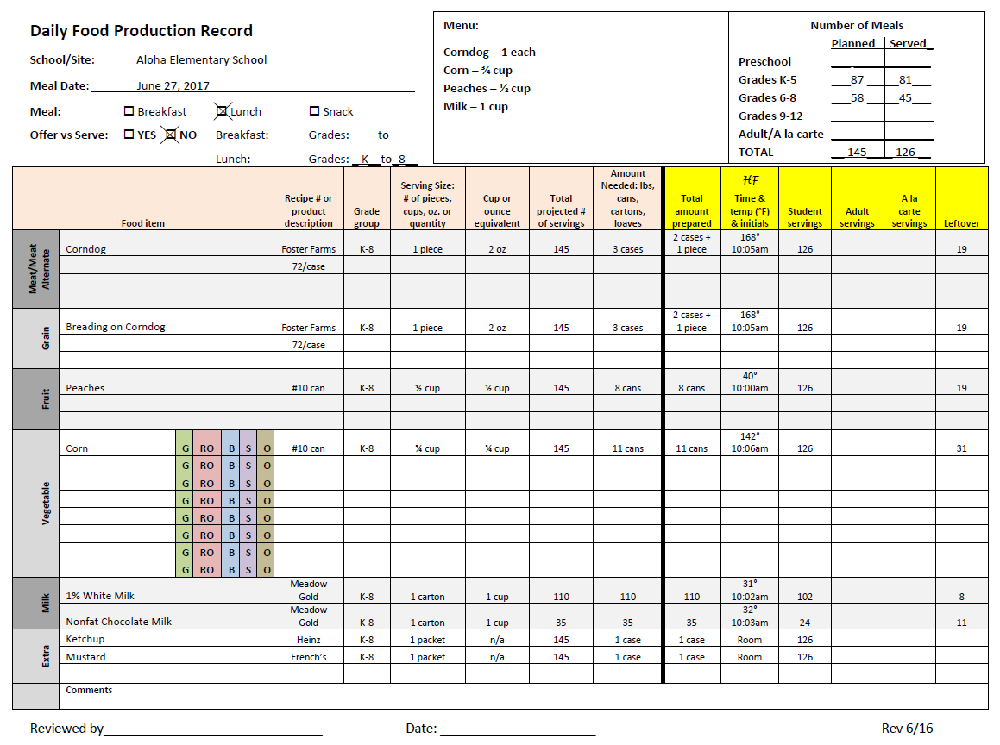 Daily Food Production Record
School/Site: Aloha Elementary School
Meal Date: June 27, 2017
Meal: ☐ Breakfast ☒ Lunch ☐ Snack
Offer vs Serve: ☐ YES ☒ NO Breakfast: Grades: ____to____
Lunch: Grades: _K_to_8_
Menu:
Corndog – 1 each
Corn – ¾ cup
Peaches – ½ cup
Milk – 1 cup
Number of Meals
Planned Served
Preschool
Grades K-5 87 81
Grades 6-8 58 45
Grades 9-12
Adult/A la carte
TOTAL 145 126
Food item
Recipe # or
product
description
Grade
group
Serving Size:
# of pieces,
cups, oz. or
quantity
Cup or
ounce
equivalent
Total
projected #
of servings
Amount
Needed: lbs,
cans,
cartons,
loaves
Total
amount
prepared
HF
Time &
temp (°F)
& initials
Student
servings
Adult
servings
A la
carte
servings
Leftover
Meat/Meat
Alternate
2 cases + 168°
Corndog Foster Farms K-8 1 piece 2 oz 145 3 cases 1 piece 10:05am 126 19
72/case
Grain
2 cases + 168°
Breading on Corndog Foster Farms K-8 1 piece 2 oz 145 3 cases 1 piece 10:05am 126 19
72/case
Fruit
40°
Peaches #10 can K-8 ½ cup ½ cup 145 8 cans 8 cans 10:00am 126 19
Vegetable
142°
Corn G RO B S O #10 can K-8 ¾ cup ¾ cup 145 11 cans 11 cans 10:06am 126 31
G RO B S O
G RO B S O
G RO B S O
G RO B S O
G RO B S O
G RO B S O
G RO B S O
Milk
Meadow 31°
1% White Milk Gold K-8 1 carton 1 cup 110 110 110 10:02am 102 8
Meadow 32°
Nonfat Chocolate Milk Gold K-8 1 carton 1 cup 35 35 35 10:03am 24 11
Extra
Ketchup Heinz K-8 1 packet n/a 145 1 case 1 case Room 126
Mustard French's K-8 1 packet n/a 145 1 case 1 case Room 126
Comments
Reviewed by____ Date: ____ Rev 6/16